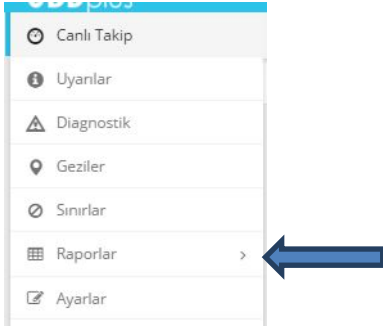 Canlı Takip
Uyarılar
Diagnostik
Geziler
Sınırlar
Raporlar
Ayarlar